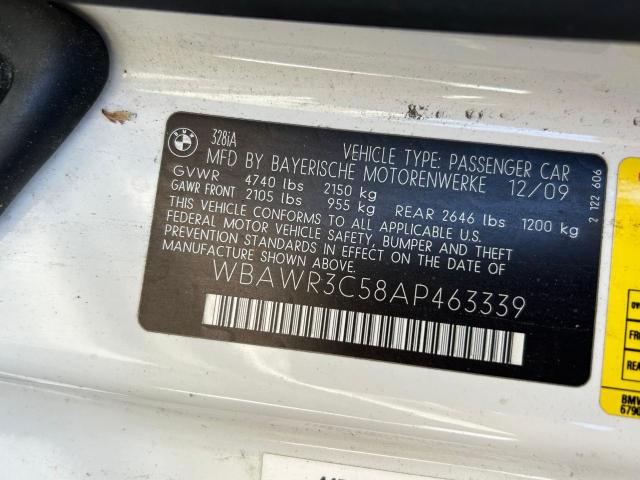 BMW
328iA
VEHICLE TYPE: PASSENGER CAR
MFD BY BAYERISCHE MOTORENWERKE 12/09
GVWR 4740 lbs 2150 kg
GAWR FRONT 2105 lbs 955 kg REAR 2646 lbs 1200 kg
THIS VEHICLE CONFORMS TO ALL APPLICABLE U.S.
FEDERAL MOTOR VEHICLE SAFETY, BUMPER AND THEFT
PREVENTION STANDARDS IN EFFECT ON THE DATE OF
MANUFACTURE SHOWN ABOVE.
WBAWR3C58AP463339
2 122 606
BMW